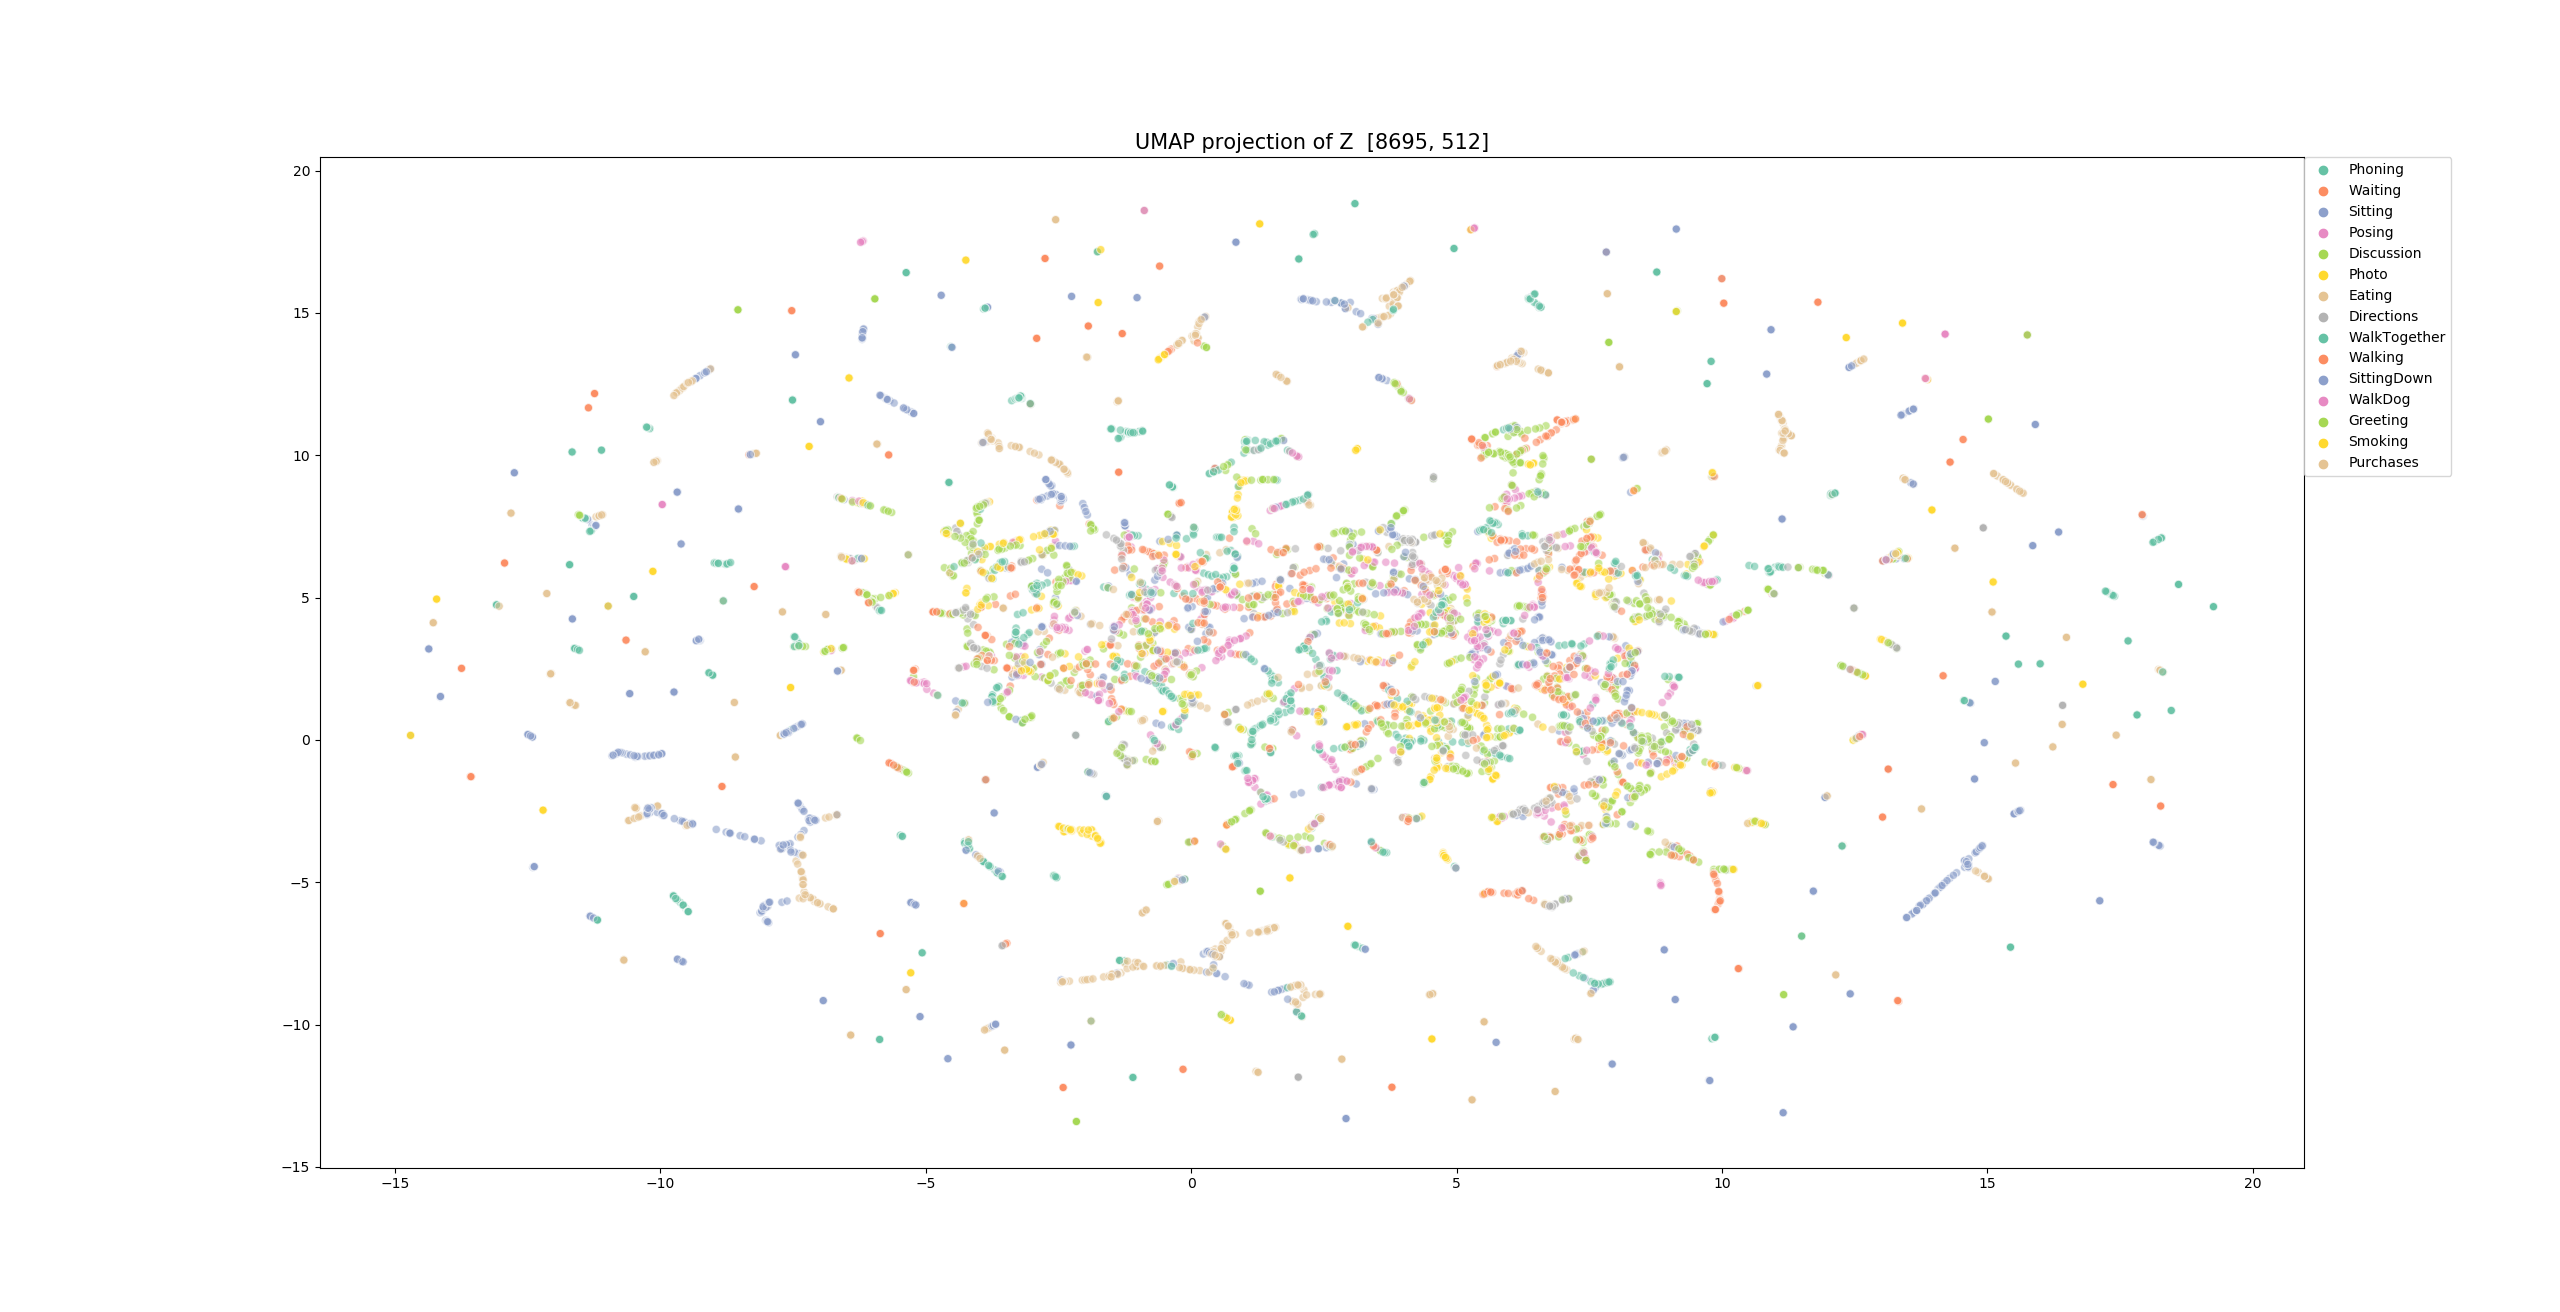 UMAP projection of Z [8695, 512]
20
15
10
5
0
−5
−10
−15
−15
−10
−5
0
5
10
15
20
Phoning
Waiting
Sitting
Posing
Discussion
Photo
Eating
Directions
WalkTogether
Walking
SittingDown
WalkDog
Greeting
Smoking
Purchases